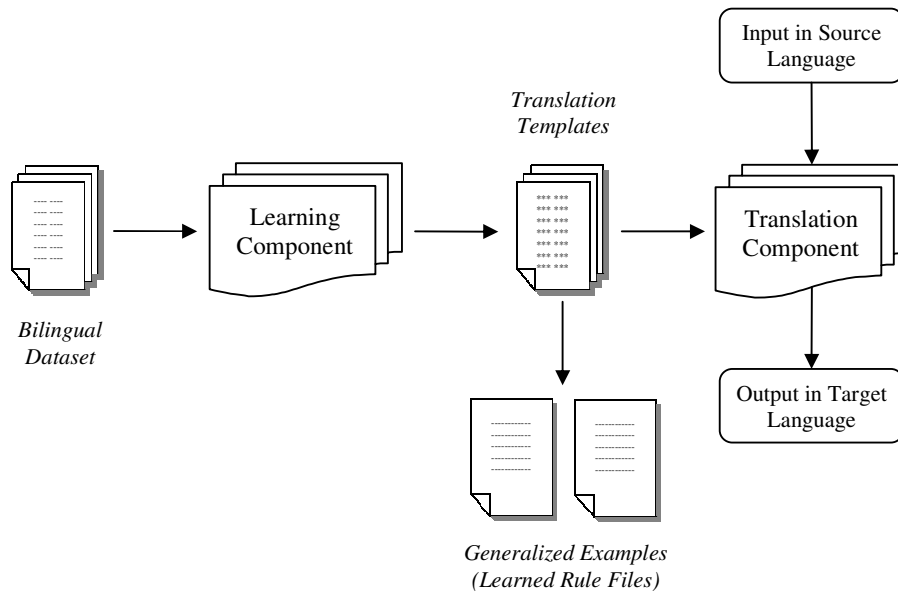 Input in Source
Language
Translation
Templates
---- ----
---- ----
---- ----
---- ----
---- ----
---- ----
Learning
Component
*** ***
*** ***
*** ***
*** ***
*** ***
*** ***
*** ***
Translation
Component
Bilingual
Dataset
Output in Target
Language
------------
------------
------------
------------
------------
------------
------------
------------
------------
------------
Generalized Examples
(Learned Rule Files)